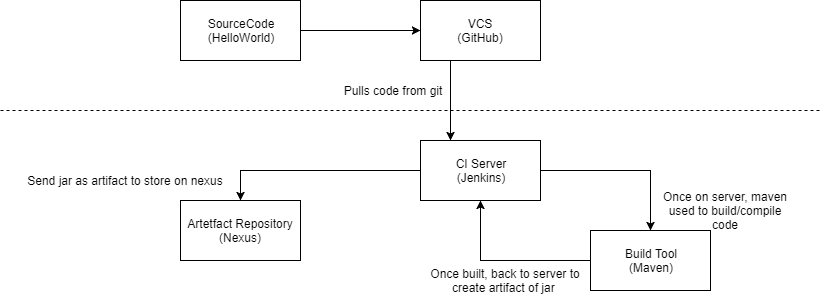 SourceCode
(HelloWorld)
VCS
(GitHub)
Pulls code from git
CI Server
(Jenkins)
Send jar as artifact to store on nexus
Once on server, maven
used to build/compile
code
Artetfact Repository
(Nexus)
Build Tool
(Maven)
Once built, back to server to
create artifact of jar